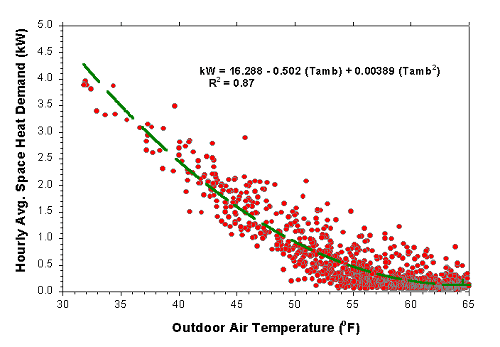 kW = 16.288 - 0.502 (Tamb) + 0.00389 (Tamb²)
R² = 0.87
Hourly Avg. Space Heat Demand (kW)
5.0
4.5
4.0
3.5
3.0
2.5
2.0
1.5
1.0
0.5
0.0
30 35 40 45 50 55 60 65
Outdoor Air Temperature (⁰F)